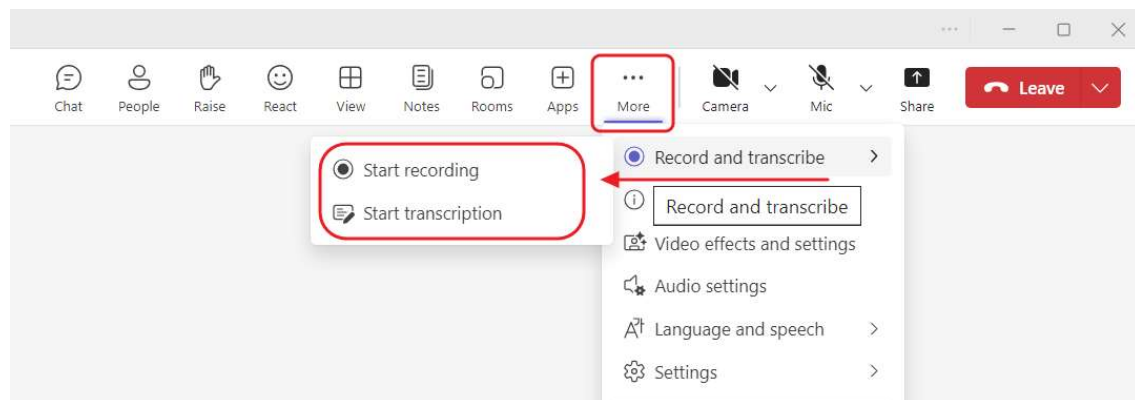 Chat People Raise React View Notes Rooms Apps More Camera Mic Share Leave
Record and transcribe
Start recording
Record and transcribe
Start transcription
Video effects and settings
Audio settings
Language and speech
Settings